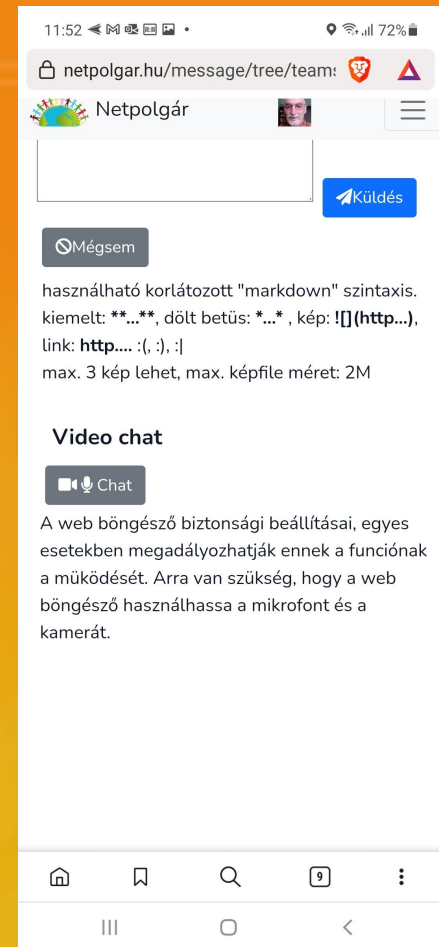 11:52 72%
netpolgar.hu/message/tree/team
Netpolgár
Küldés
Mégsem
használható korlátozott "markdown" szintaxis.
kiemelt: **...**, dölt betüs: *...* , kép: ![](http...),
link: http.... :(, :), :|
max. 3 kép lehet, max. képfile méret: 2M
Video chat
Chat
A web böngésző biztonsági beállításai, egyes
esetekben megadályozhatják ennek a funciónak
a müködését. Arra van szükség, hogy a web
böngésző használhassa a mikrofont és a
kamerát.
9